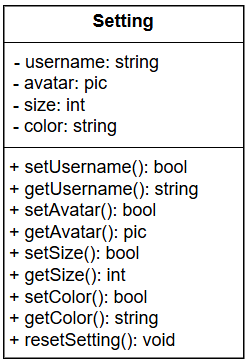 Setting
- username: string
- avatar: pic
- size: int
- color: string
+ setUsername(): bool
+ getUsername(): string
+ setAvatar(): bool
+ getAvatar(): pic
+ setSize(): bool
+ getSize(): int
+ setColor(): bool
+ getColor(): string
+ resetSetting(): void